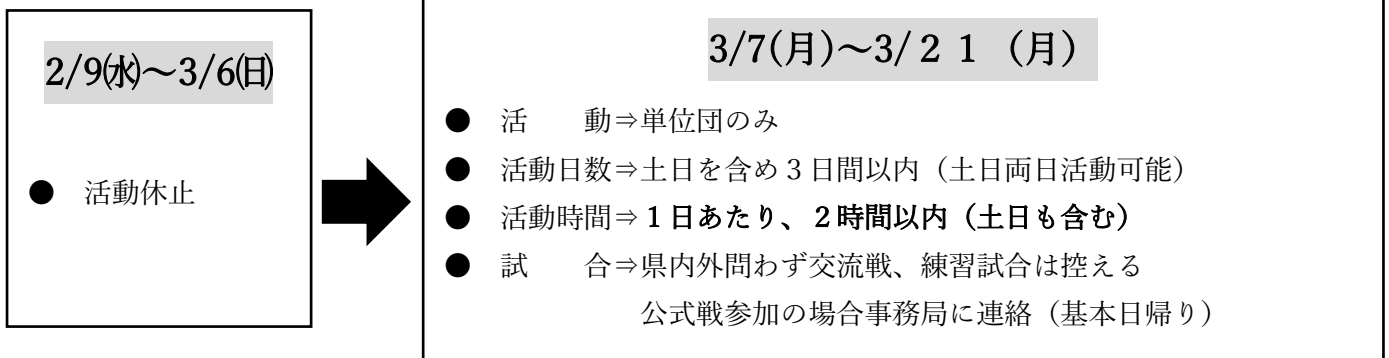 2/9㈬～3/6㈰
● 活動休止
3/7(月)～3/２１（月）
● 活　　動⇒単位団のみ
● 活動日数⇒土日を含め３日間以内（土日両日活動可能）
● 活動時間⇒１日あたり、２時間以内（土日も含む）
● 試　　合⇒県内外問わず交流戦、練習試合は控える
公式戦参加の場合事務局に連絡（基本日帰り）